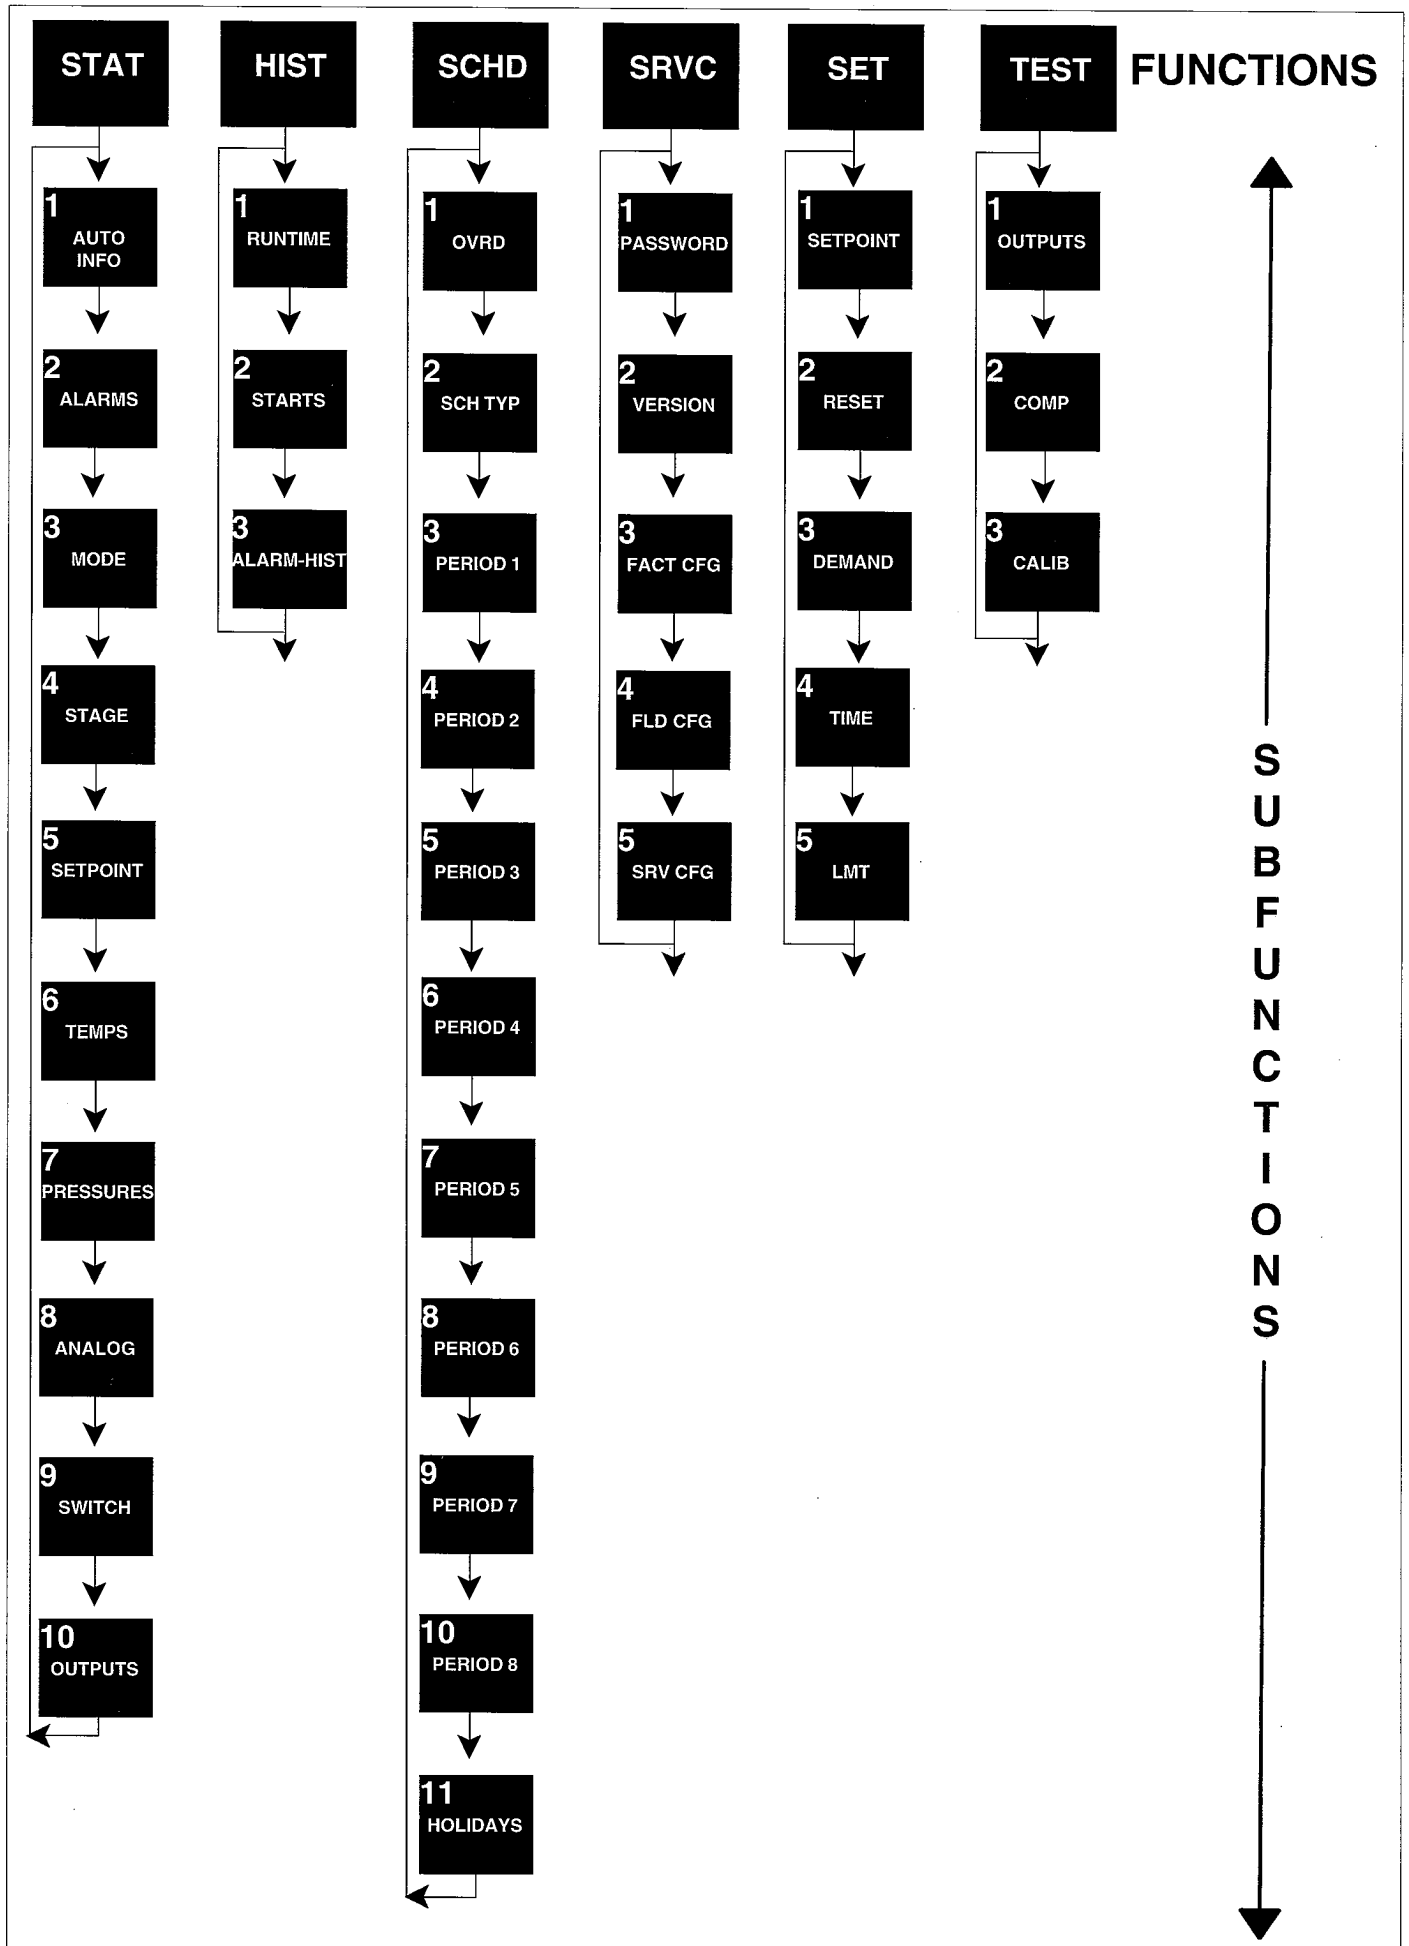 STAT
HIST
SCHD
SRVC
SET
TEST
FUNCTIONS
1
AUTO
INFO
2
ALARMS
3
MODE
4
STAGE
5
SETPOINT
6
TEMPS
7
PRESSURES
8
ANALOG
9
SWITCH
10
OUTPUTS
1
RUNTIME
2
STARTS
3
ALARM-HIST
1
OVRD
2
SCH TYP
3
PERIOD 1
4
PERIOD 2
5
PERIOD 3
6
PERIOD 4
7
PERIOD 5
8
PERIOD 6
9
PERIOD 7
10
PERIOD 8
11
HOLIDAYS
1
PASSWORD
2
VERSION
3
FACT CFG
4
FLD CFG
5
SRV CFG
1
SETPOINT
2
RESET
3
DEMAND
4
TIME
5
LMT
1
OUTPUTS
2
COMP
3
CALIB
SUBFUNCTIONS